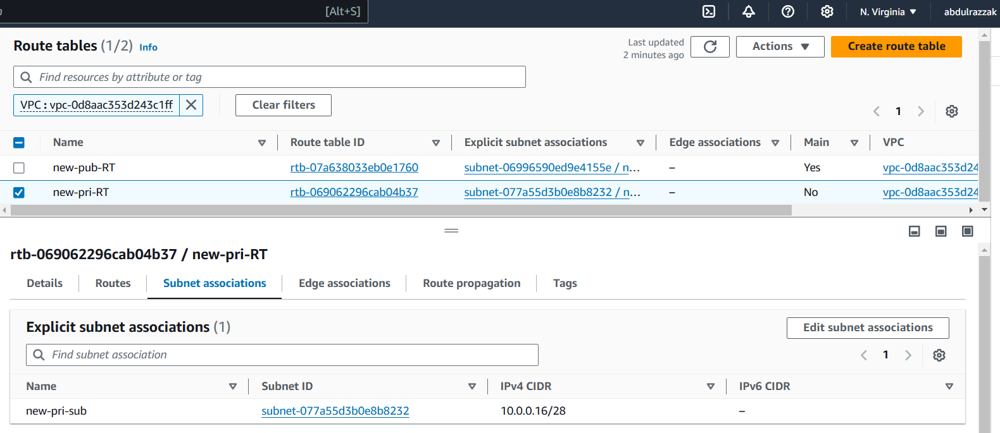 [Alt+S]
N. Virginia ▼
abdulrazzak
Route tables (1/2) Info
Last updated
2 minutes ago
Actions ▼
Create route table
Find resources by attribute or tag
VPC : vpc-0d8aac353d243c1ff
Clear filters
1
Name
Route table ID
Explicit subnet associations
Edge associations
Main
VPC
new-pub-RT
rtb-07a638033eb0e1760
subnet-06996590ed9e4155e / n...
–
Yes
vpc-0d8aac353d24
new-pri-RT
rtb-069062296cab04b37
subnet-077a55d3b0e8b8232 / n...
–
No
vpc-0d8aac353d24
rtb-069062296cab04b37 / new-pri-RT
Details
Routes
Subnet associations
Edge associations
Route propagation
Tags
Explicit subnet associations (1)
Edit subnet associations
Find subnet association
1
Name
Subnet ID
IPv4 CIDR
IPv6 CIDR
new-pri-sub
subnet-077a55d3b0e8b8232
10.0.0.16/28
–